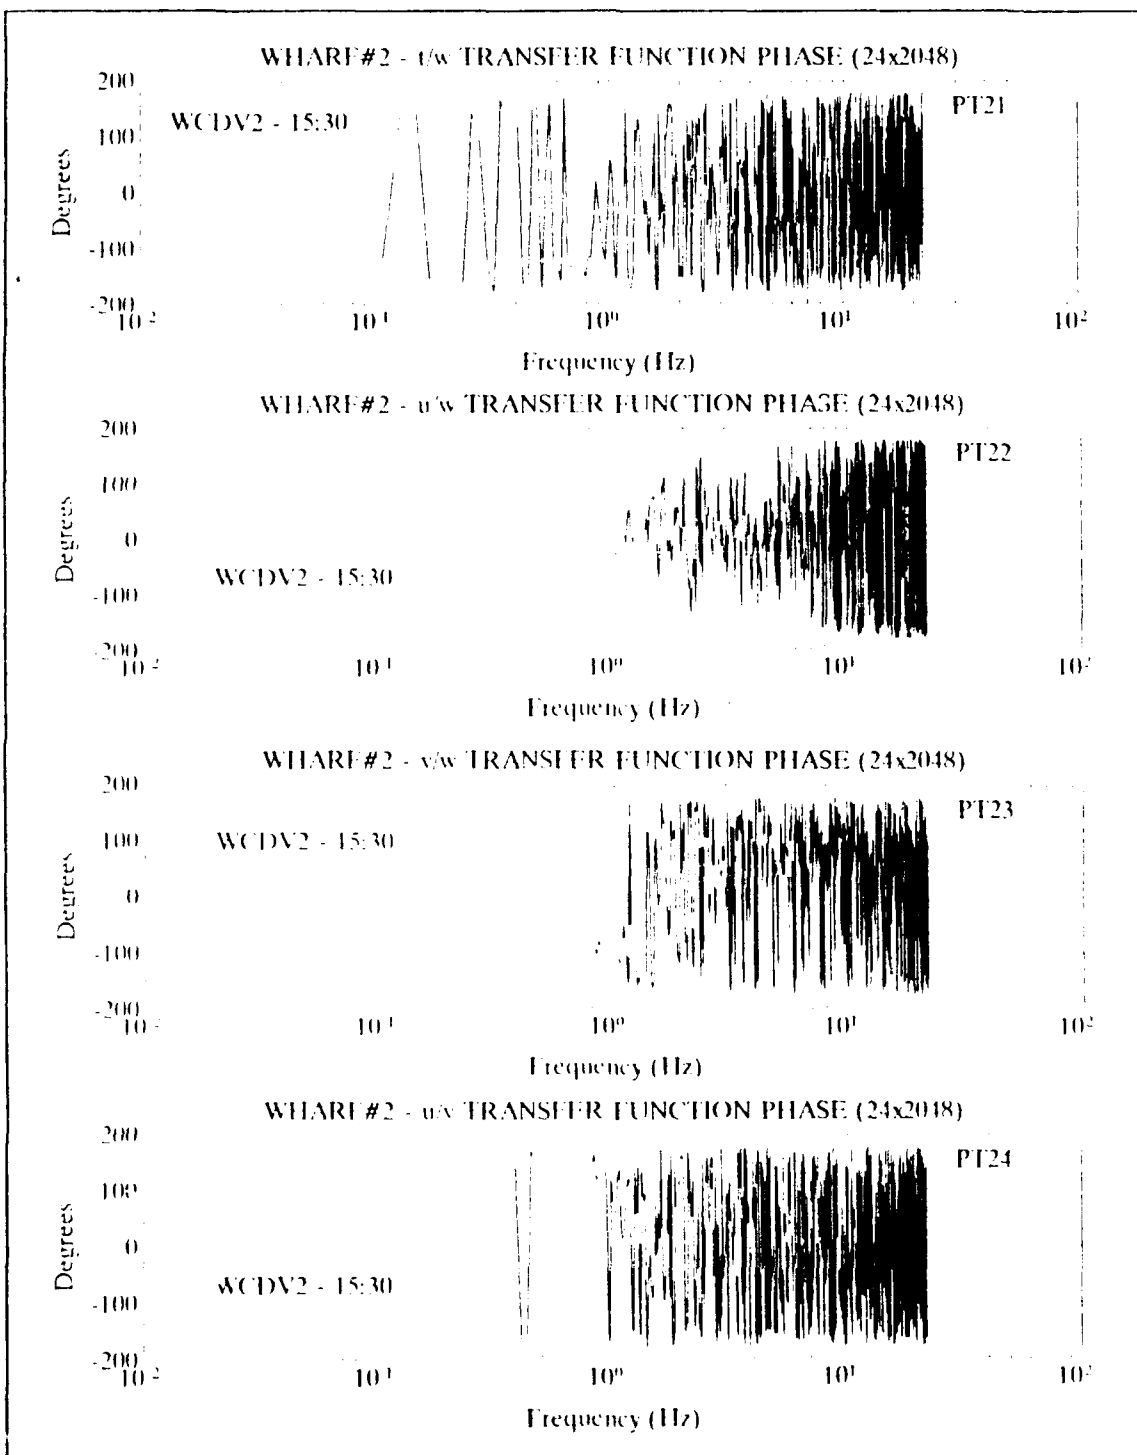 WHARF#2 - t/w TRANSFER FUNCTION PHASE (24x2048)
200
WCDV2 - 15:30
PT21
100
Degrees
0
-100
-200
10-2 10-1 100 101 102
Frequency (Hz)
WHARF#2 - u/w TRANSFER FUNCTION PHASE (24x2048)
200
PT22
100
Degrees
0
WCDV2 - 15:30
-100
-200
10-2 10-1 100 101 102
Frequency (Hz)
WHARF#2 - v/w TRANSFER FUNCTION PHASE (24x2048)
200
PT23
100
WCDV2 - 15:30
Degrees
0
-100
-200
10-2 10-1 100 101 102
Frequency (Hz)
WHARF#2 - u/v TRANSFER FUNCTION PHASE (24x2048)
200
PT24
100
Degrees
0
WCDV2 - 15:30
-100
-200
10-2 10-1 100 101 102
Frequency (Hz)